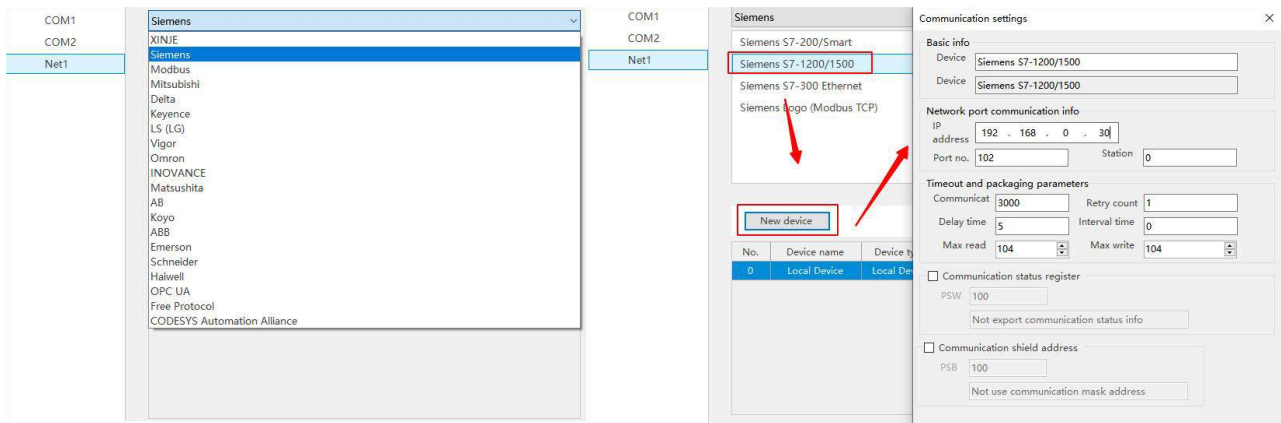 COM1
COM2
Net1
Siemens
XINJE
Siemens
Modbus
Mitsubishi
Delta
Keyence
LS (LG)
Vigor
Omron
INOVANCE
Matsushita
AB
Koyo
ABB
Emerson
Schneider
Haiwell
OPC UA
Free Protocol
CODESYS Automation Alliance
COM1
COM2
Net1
Siemens
Siemens S7-200/Smart
Siemens S7-1200/1500
Siemens S7-300 Ethernet
Siemens Logo (Modbus TCP)
New device
No. Device name Device ty
0 Local Device Local De
Communication settings
Basic info
Device Siemens S7-1200/1500
Device Siemens S7-1200/1500
Network port communication info
IP address 192 . 168 . 0 . 30
Port no. 102 Station 0
Timeout and packaging parameters
Communicat 3000 Retry count 1
Delay time 5 Interval time 0
Max read 104 Max write 104
Communication status register
PSW 100
Not export communication status info
Communication shield address
PSB 100
Not use communication mask address